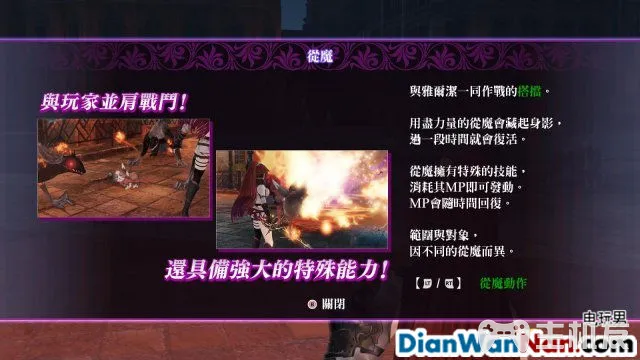 從魔
與玩家並肩戰鬥!
還具備強大的特殊能力!
與雅爾潔一同作戰的搭擋。
用盡力量的從魔會藏起身影,
過一段時間就會復活。
從魔擁有特殊的技能,
消耗其MP即可發動。
MP會隨時間回復。
範圍與對象,
因不同的從魔而異。
從魔動作
關閉
电玩男
DianWanNan.com